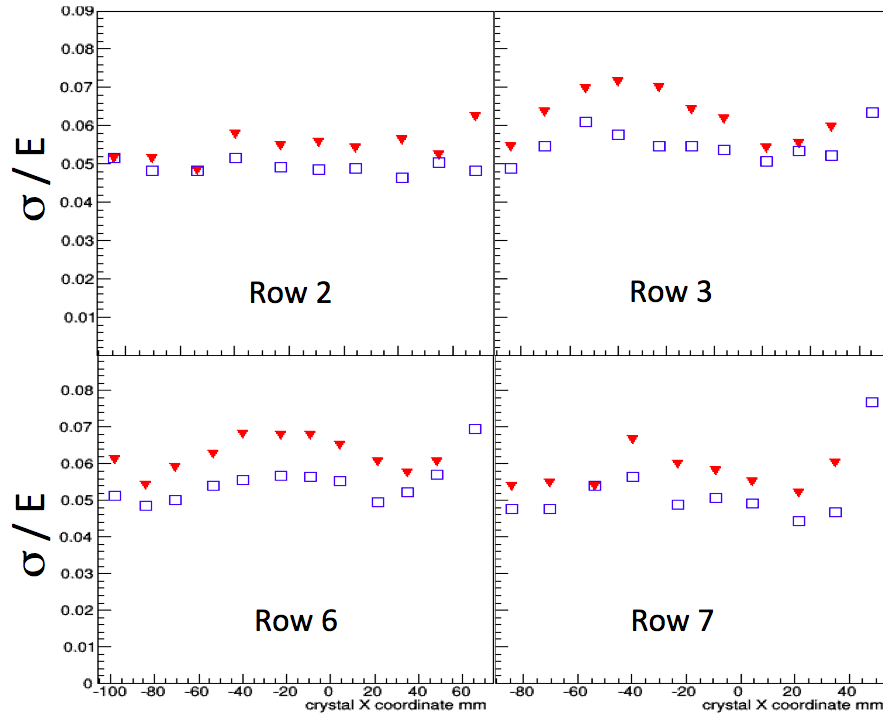 0.09
0.08
0.07
0.06
0.05
0.04
0.03
0.02
0.01
σ / E
Row 2
Row 3
0.08
0.07
0.06
0.05
0.04
0.03
0.02
0.01
0
σ / E
Row 6
Row 7
-100 -80 -60 -40 -20 0 20 40 60
-80 -60 -40 -20 0 20 40
crystal X coordinate mm
crystal X coordinate mm